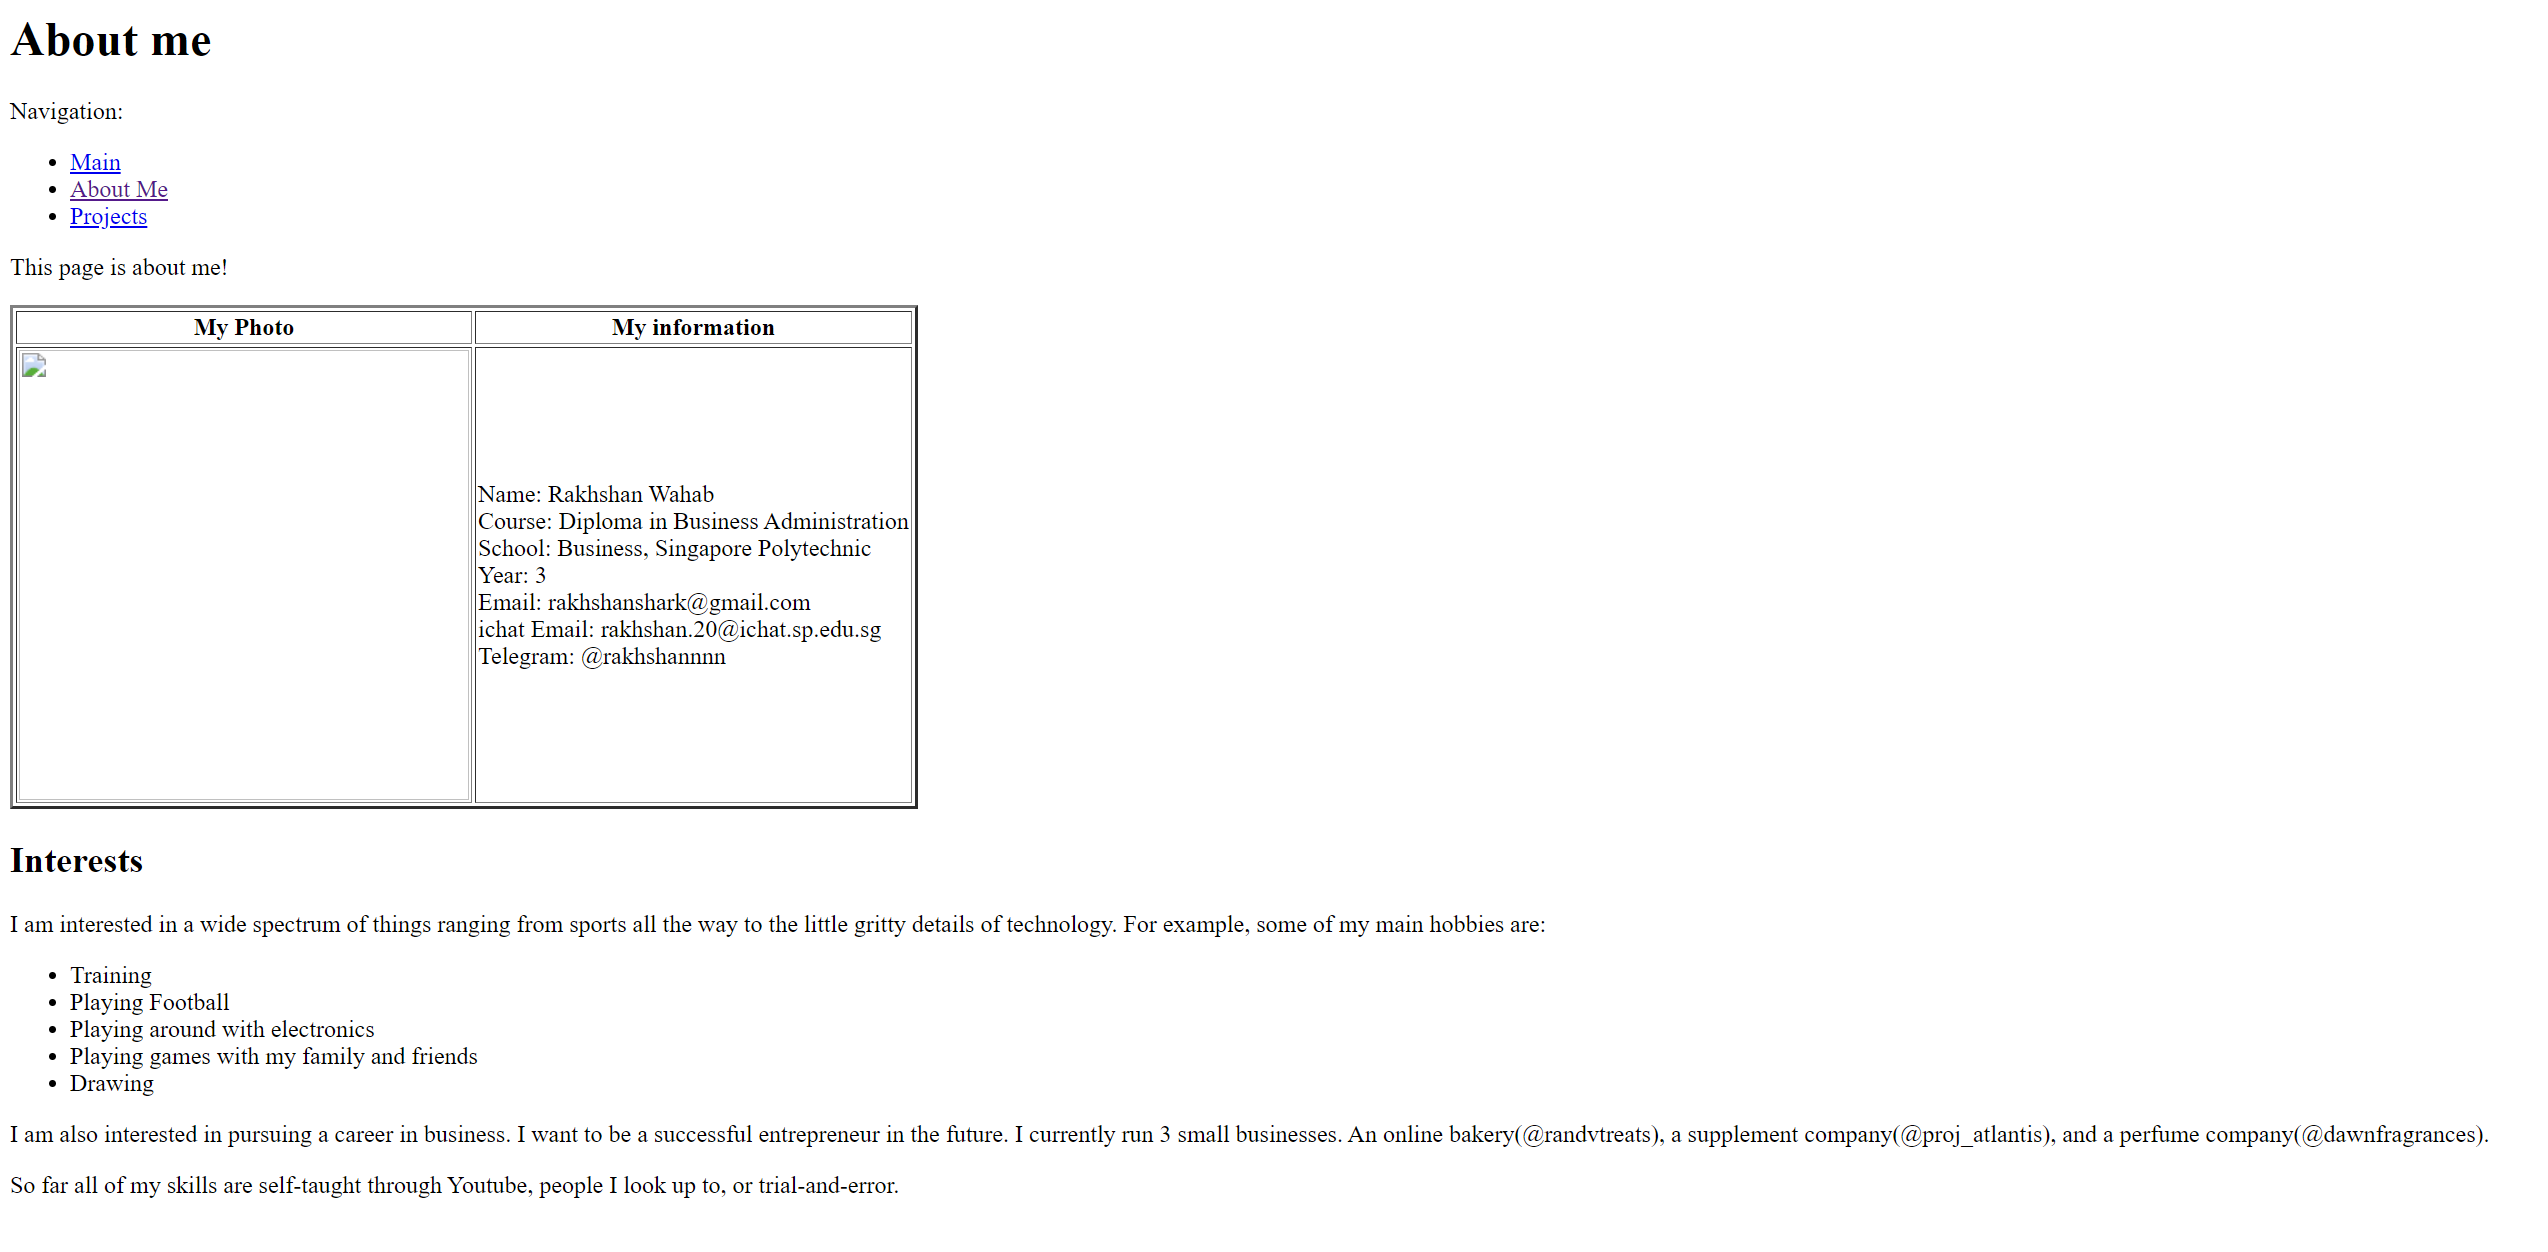 About me
Navigation:
Main
About Me
Projects
This page is about me!
My Photo
My information
Name: Rakhshan Wahab
Course: Diploma in Business Administration
School: Business, Singapore Polytechnic
Year: 3
Email: rakhshanshark@gmail.com
ichat Email: rakhshan.20@ichat.sp.edu.sg
Telegram: @rakhshannnn
Interests
I am interested in a wide spectrum of things ranging from sports all the way to the little gritty details of technology. For example, some of my main hobbies are:
Training
Playing Football
Playing around with electronics
Playing games with my family and friends
Drawing
I am also interested in pursuing a career in business. I want to be a successful entrepreneur in the future. I currently run 3 small businesses. An online bakery(@randvtreats), a supplement company(@proj_atlantis), and a perfume company(@dawnfragrances).
So far all of my skills are self-taught through Youtube, people I look up to, or trial-and-error.